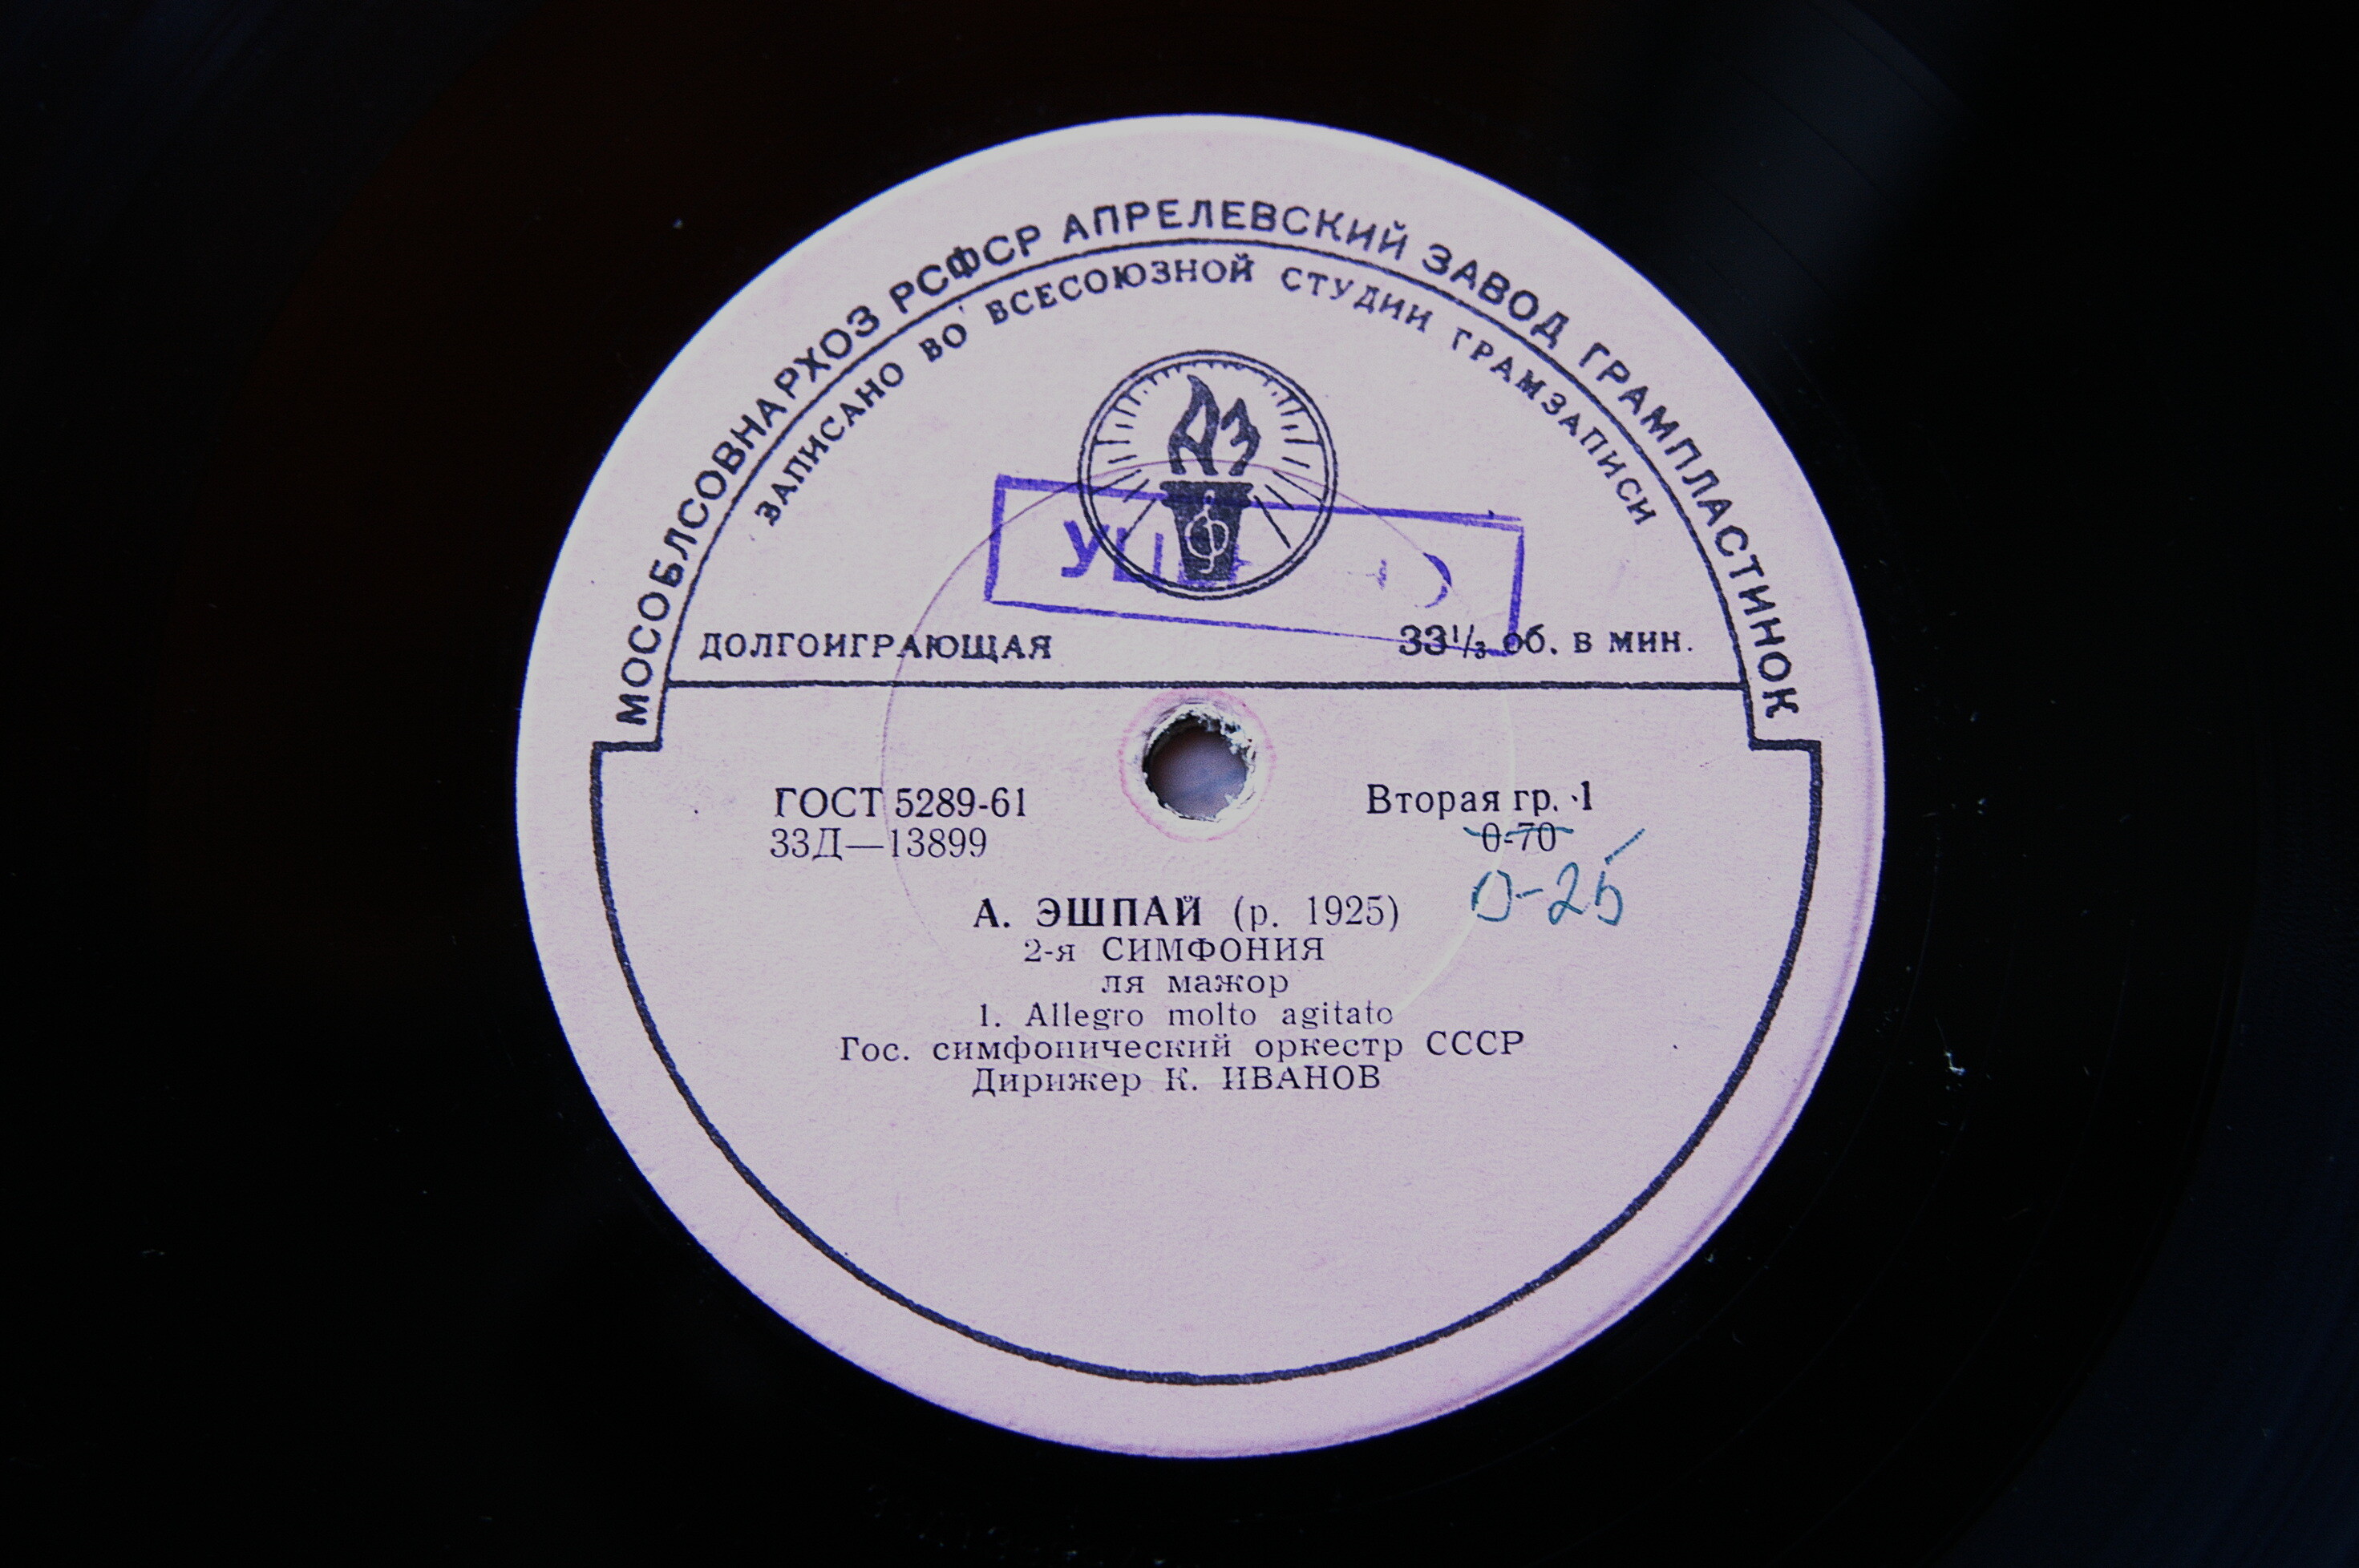 МОСОБЛСОВНАРХОЗ РСФСР АПРЕЛЕВСКИЙ ЗАВОД ГРАМПЛАСТИНОК
ЗАПИСАНО ВО ВСЕСОЮЗНОЙ СТУДИИ ГРАМЗАПИСИ
АЗ
ДОЛГОИГРАЮЩАЯ 33⅓ об. в мин.
ГОСТ 5289-61 Вторая гр. 1
33Д—13899 0-70
0-25
А. ЭШПАЙ (р. 1925)
2-я СИМФОНИЯ
ля мажор
1. Allegro molto agitato
Гос. симфонический оркестр СССР
Дирижер К. ИВАНОВ